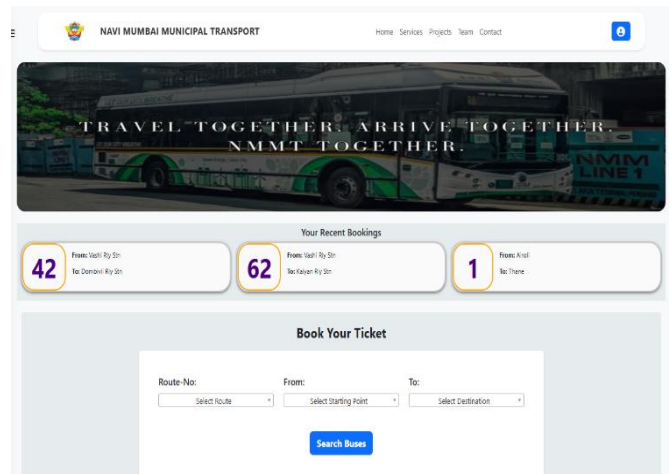 NAVI MUMBAI MUNICIPAL TRANSPORT
Home Services Projects Team Contact
TRAVEL TOGETHER. ARRIVE TOGETHER.
NMMT TOGETHER.
NMM
LINE 1
Your Recent Bookings
42
From: Vashi Rly Stn
To: Dombivli Rly Stn
62
From: Vashi Rly Stn
To: Kalyan Rly Stn
1
From: Airoli
To: Thane
Book Your Ticket
Route-No: From: To:
Select Route Select Starting Point Select Destination
Search Buses